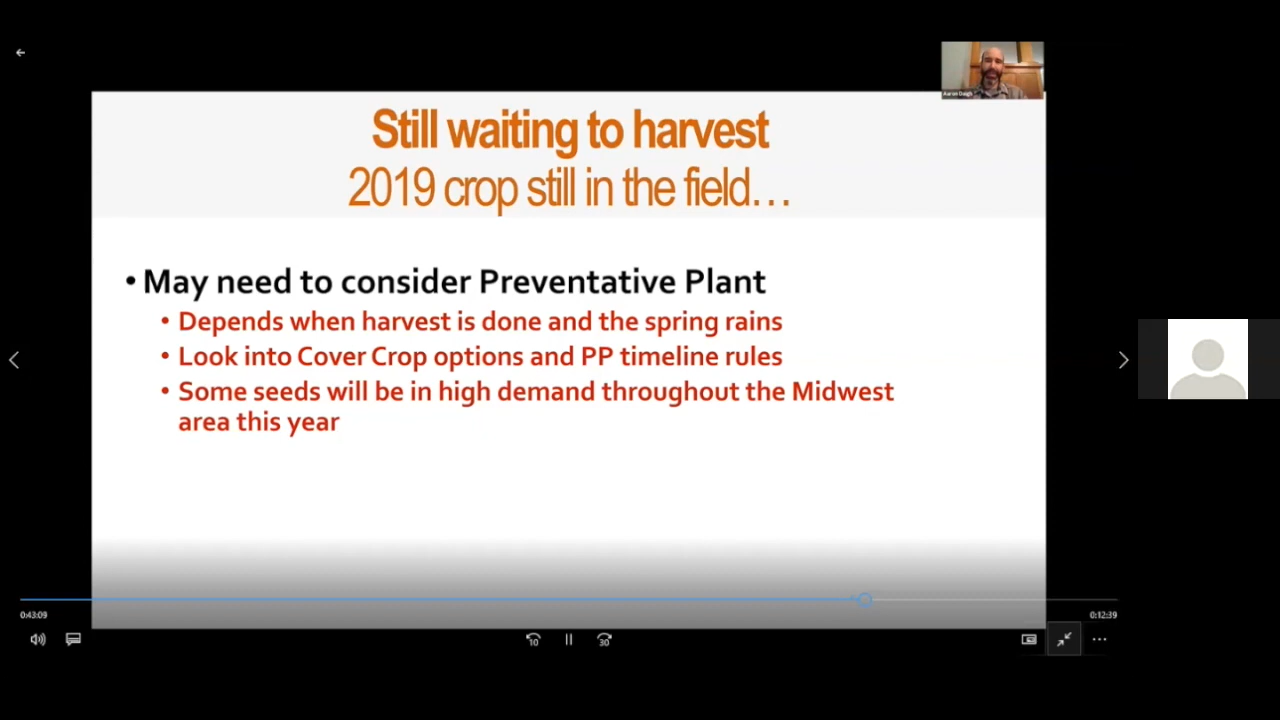 Aaron Daigh
Still waiting to harvest
2019 crop still in the field...
• May need to consider Preventative Plant
• Depends when harvest is done and the spring rains
• Look into Cover Crop options and PP timeline rules
• Some seeds will be in high demand throughout the Midwest
area this year
0:43:09
0:12:39
10
30